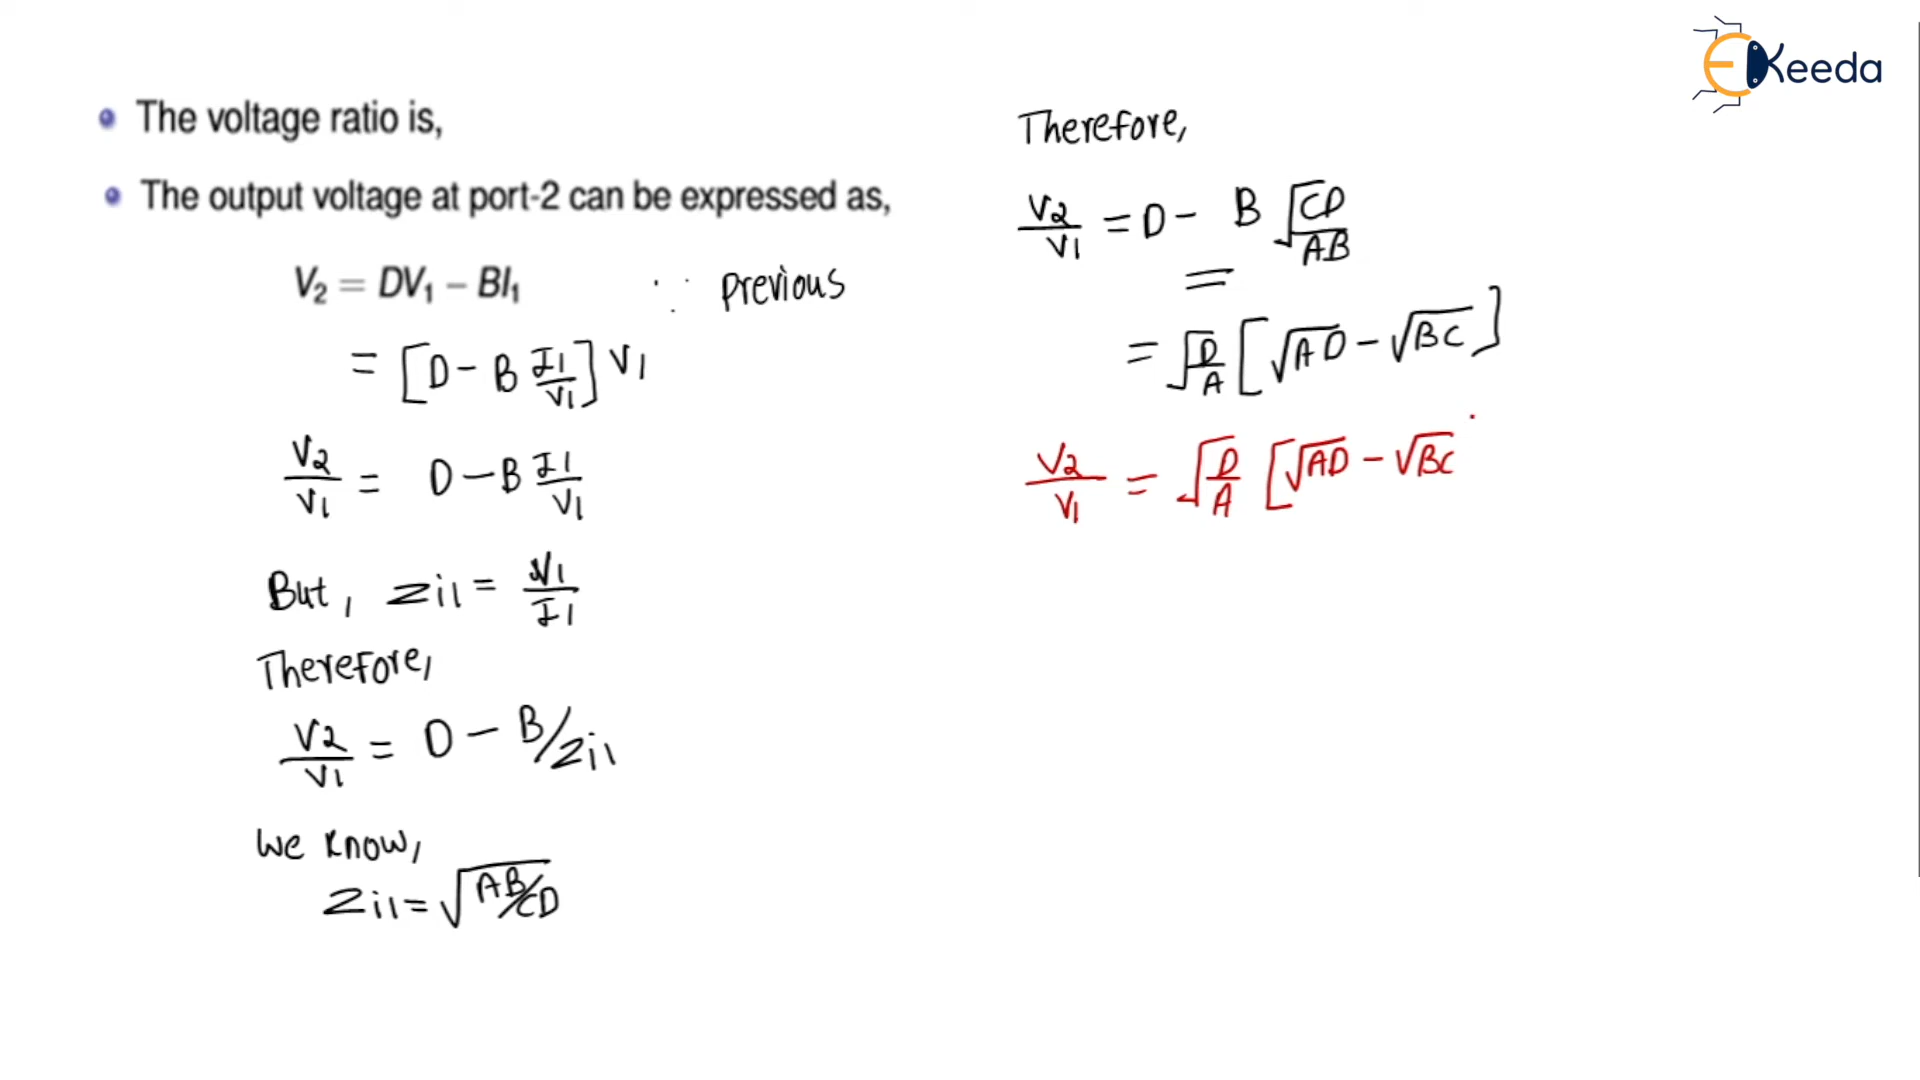 EKeeda
The voltage ratio is,
The output voltage at port-2 can be expressed as,
V₂ = DV₁ − BI₁ ∵ previous
= [D − B I1/V1] V1
V2/V1 = D − B I1/V1
But, Zi1 = V1/I1
Therefore,
V2/V1 = D − B/Zi1
We know,
Zi1 = √AB/CD
Therefore,
V2/V1 = D − B √CD/AB
=
= √D/A [√AD − √BC]
V2/V1 = √D/A [√AD − √BC